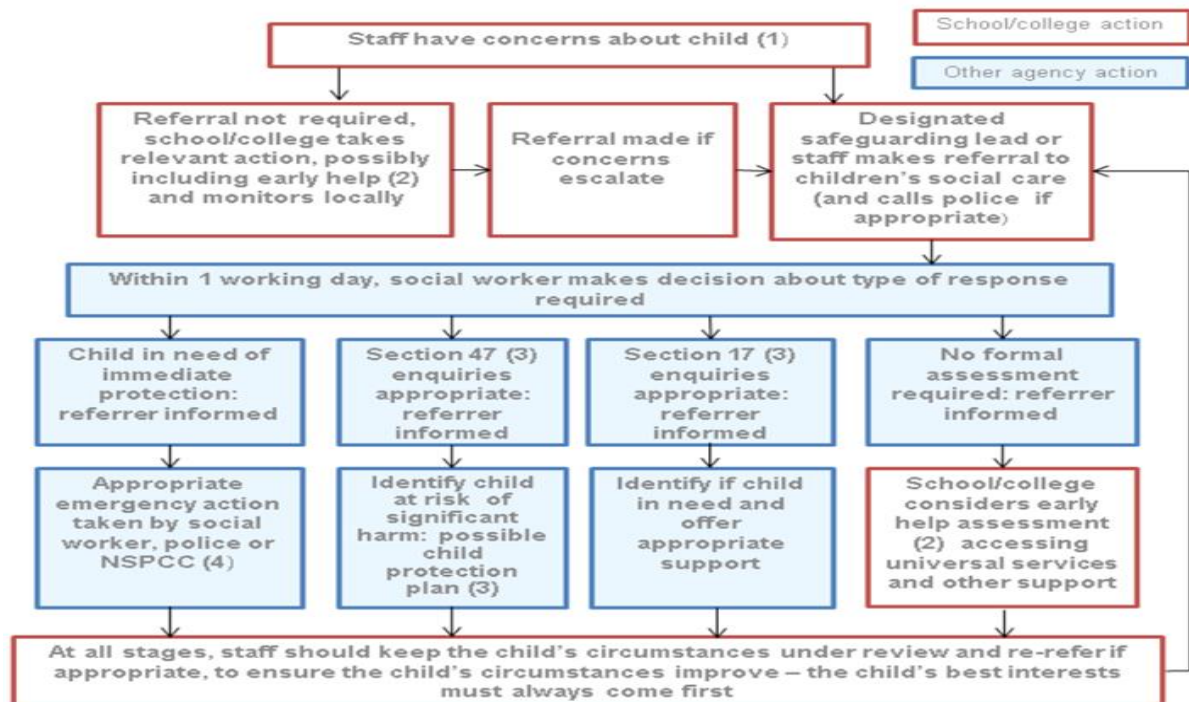 School/college action
Other agency action
Staff have concerns about child (1)
Referral not required,
school/college takes
relevant action, possibly
including early help (2)
and monitors locally
Referral made if
concerns
escalate
Designated
safeguarding lead or
staff makes referral to
children's social care
(and calls police if
appropriate)
Within 1 working day, social worker makes decision about type of response
required
Child in need of
immediate
protection:
referrer informed
Section 47 (3)
enquiries
appropriate:
referrer
informed
Section 17 (3)
enquiries
appropriate:
referrer
informed
No formal
assessment
required: referrer
informed
Appropriate
emergency action
taken by social
worker, police or
NSPCC (4)
Identify child
at risk of
significant
harm: possible
child
protection
plan (3)
Identify if child
in need and
offer
appropriate
support
School/college
considers early
help assessment
(2) accessing
universal services
and other support
At all stages, staff should keep the child's circumstances under review and re-refer if
appropriate, to ensure the child's circumstances improve – the child's best interests
must always come first